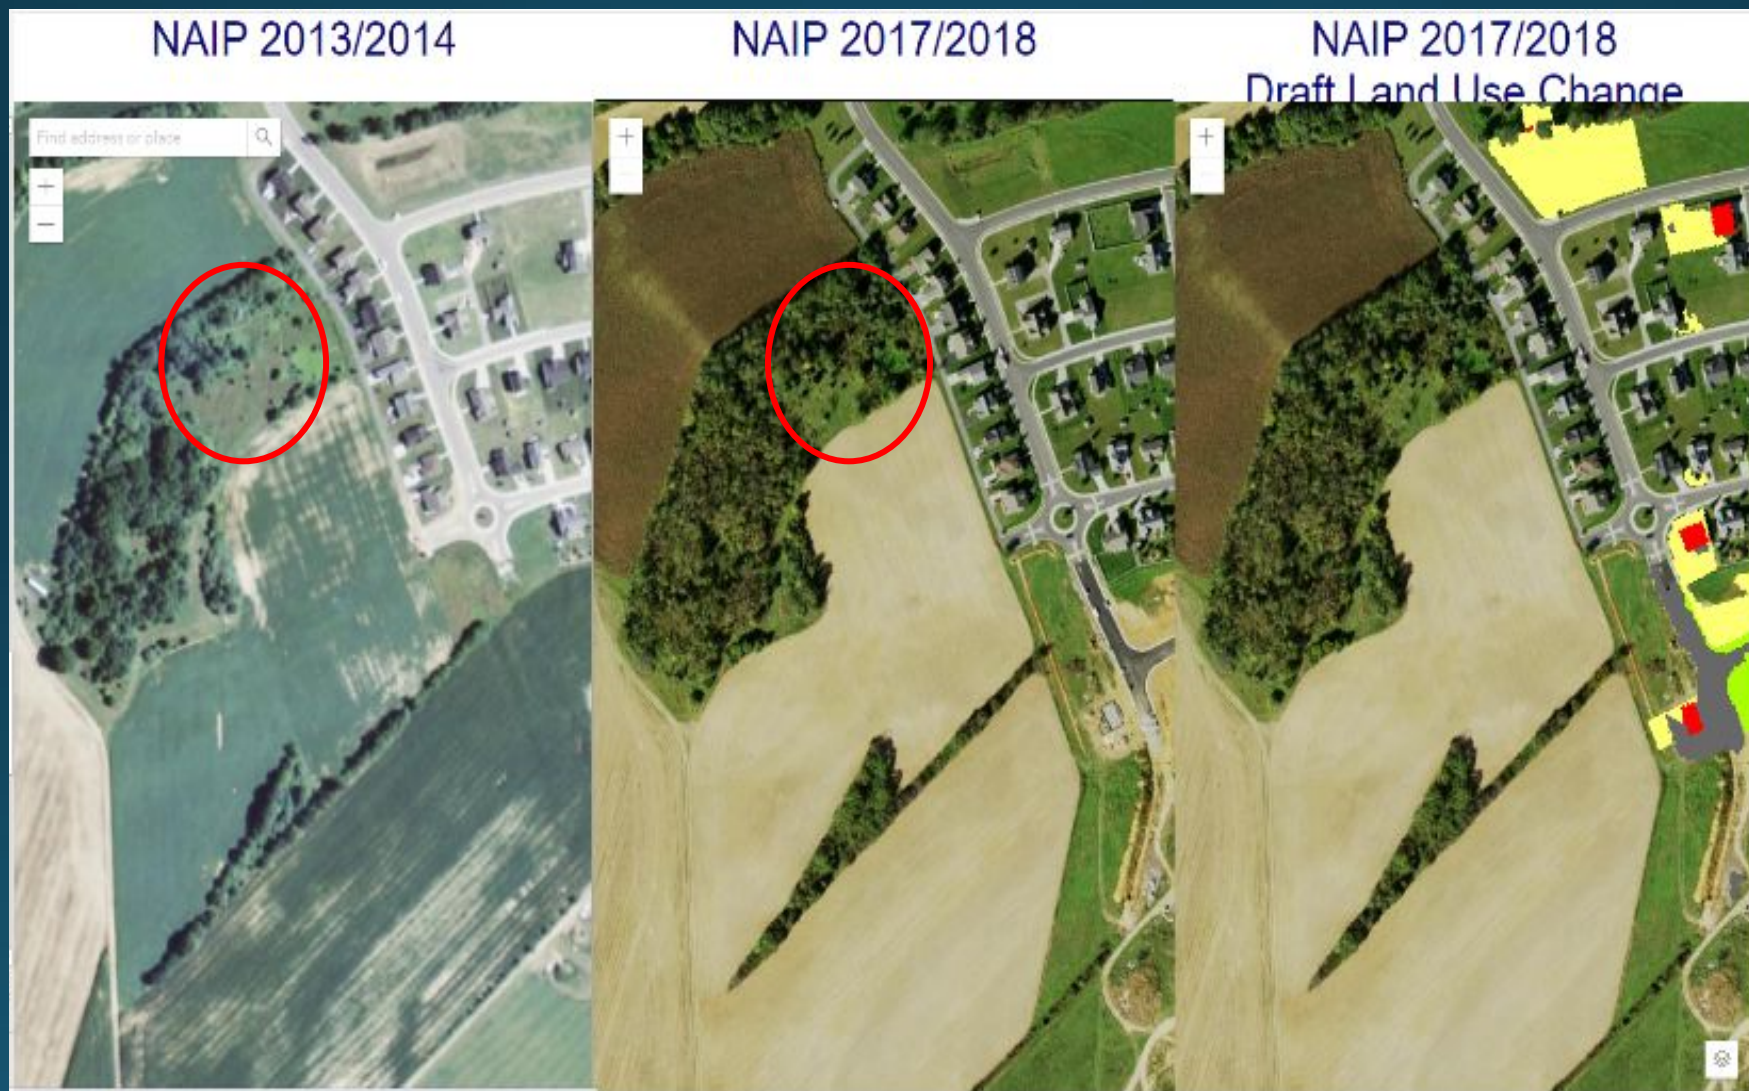 NAIP 2013/2014
NAIP 2017/2018
NAIP 2017/2018
Draft Land Use Change
Find address or place
+
−
+
+